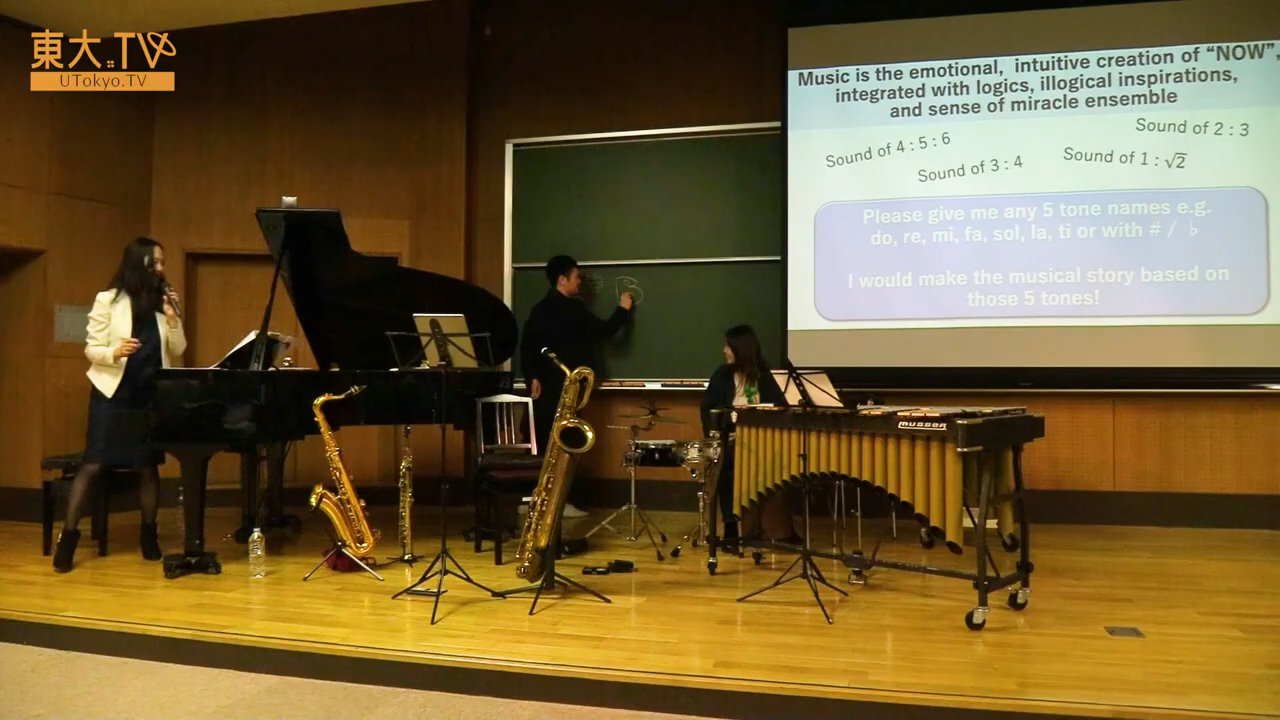 東大.TV
UTokyo.TV
Music is the emotional, intuitive creation of “NOW”,
integrated with logics, illogical inspirations,
and sense of miracle ensemble
Sound of 4 : 5 : 6
Sound of 2 : 3
Sound of 3 : 4
Sound of 1 : √2
Please give me any 5 tone names e.g.
do, re, mi, fa, sol, la, ti or with # / ♭
I would make the musical story based on
those 5 tones!
B
musser